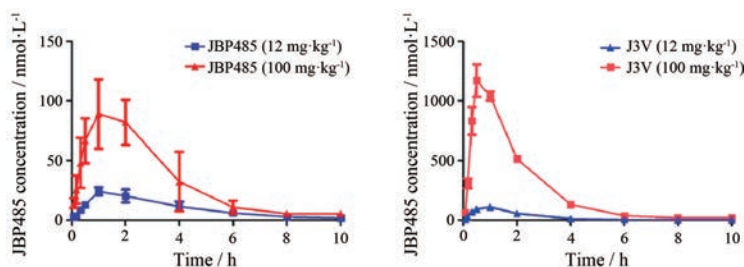 JBP485 concentration / nmol·L⁻¹
150
100
50
0
JBP485 (12 mg·kg⁻¹)
JBP485 (100 mg·kg⁻¹)
0 2 4 6 8 10
Time / h
JBP485 concentration / nmol·L⁻¹
1500
1000
500
0
J3V (12 mg·kg⁻¹)
J3V (100 mg·kg⁻¹)
0 2 4 6 8 10
Time / h